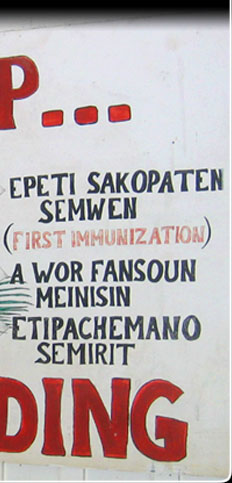 P...
EPETI SAKOPATEN
SEMWEN
(FIRST IMMUNIZATION)
A WOR FANSOUN
MEINISIN
ETIPACHEMANO
SEMIRIT
DING